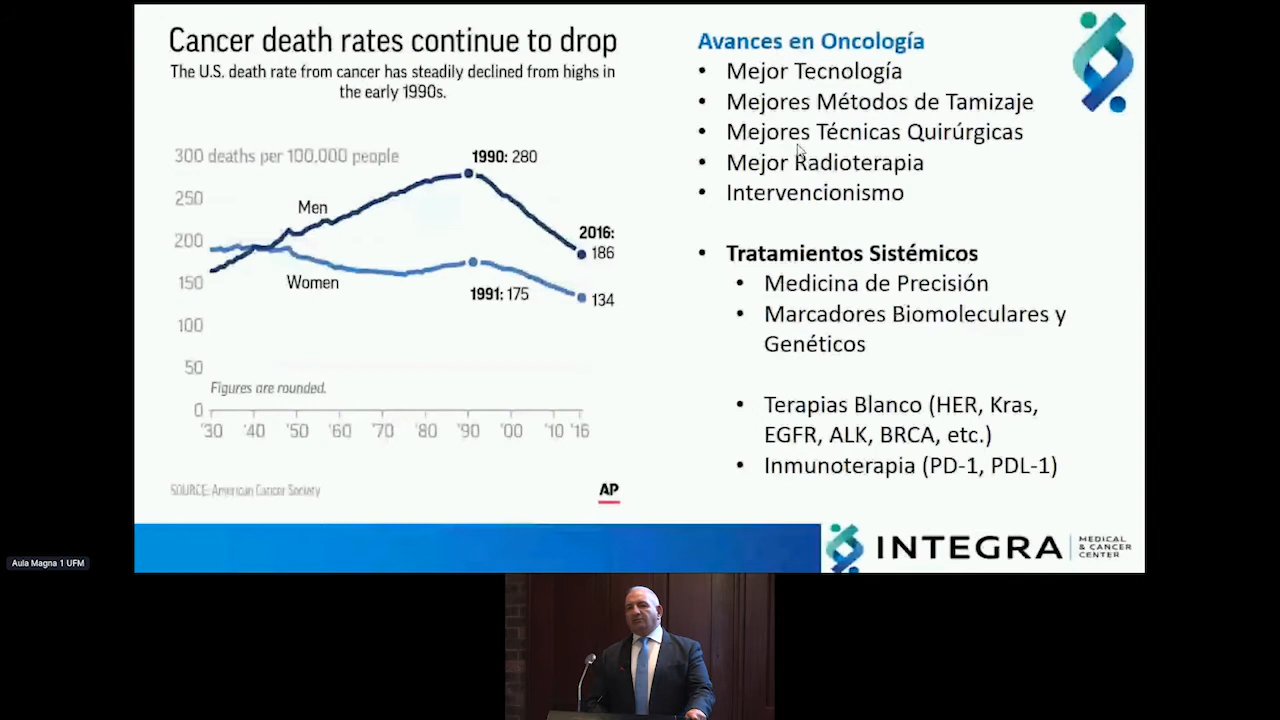 Cancer death rates continue to drop
The U.S. death rate from cancer has steadily declined from highs in
the early 1990s.
300 deaths per 100,000 people
250
200
150
100
50
0
1990: 280
Men
2016:
186
Women
1991: 175
134
Figures are rounded.
'30 '40 '50 '60 '70 '80 '90 '00 '10 '16
SOURCE: American Cancer Society
AP
Avances en Oncología
• Mejor Tecnología
• Mejores Métodos de Tamizaje
• Mejores Técnicas Quirúrgicas
• Mejor Radioterapia
• Intervencionismo
• Tratamientos Sistémicos
• Medicina de Precisión
• Marcadores Biomoleculares y
Genéticos
• Terapias Blanco (HER, Kras,
EGFR, ALK, BRCA, etc.)
• Inmunoterapia (PD-1, PDL-1)
INTEGRA
MEDICAL
& CANCER
CENTER
Aula Magna 1 UFM